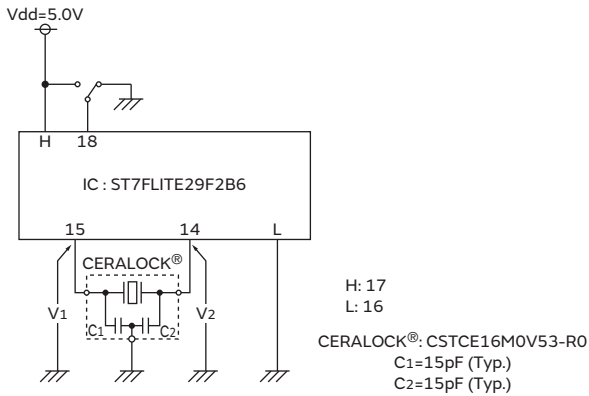 Vdd=5.0V
H 18
IC : ST7FLITE29F2B6
15 14 L
CERALOCK®
V1 C1 C2 V2
H: 17
L: 16
CERALOCK®: CSTCE16M0V53-R0
C1=15pF (Typ.)
C2=15pF (Typ.)